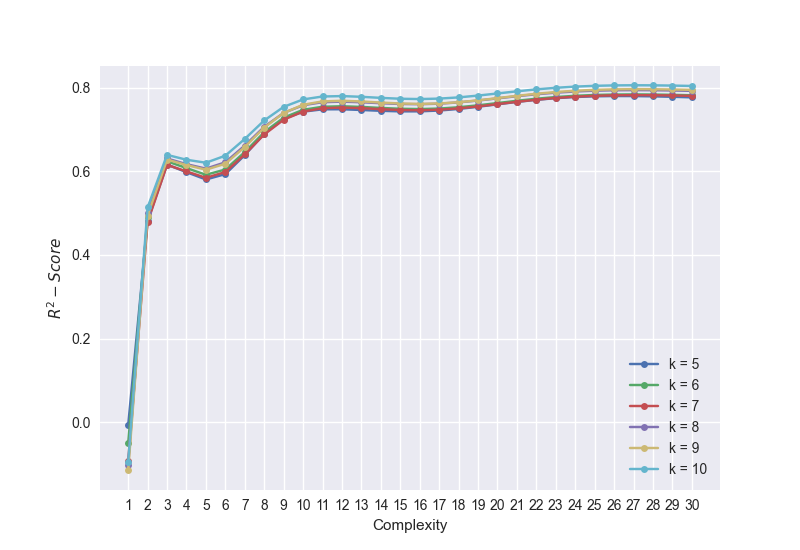 0.8
0.6
0.4
0.2
0.0
R² − Score
1 2 3 4 5 6 7 8 9 10 11 12 13 14 15 16 17 18 19 20 21 22 23 24 25 26 27 28 29 30
Complexity
k = 5
k = 6
k = 7
k = 8
k = 9
k = 10